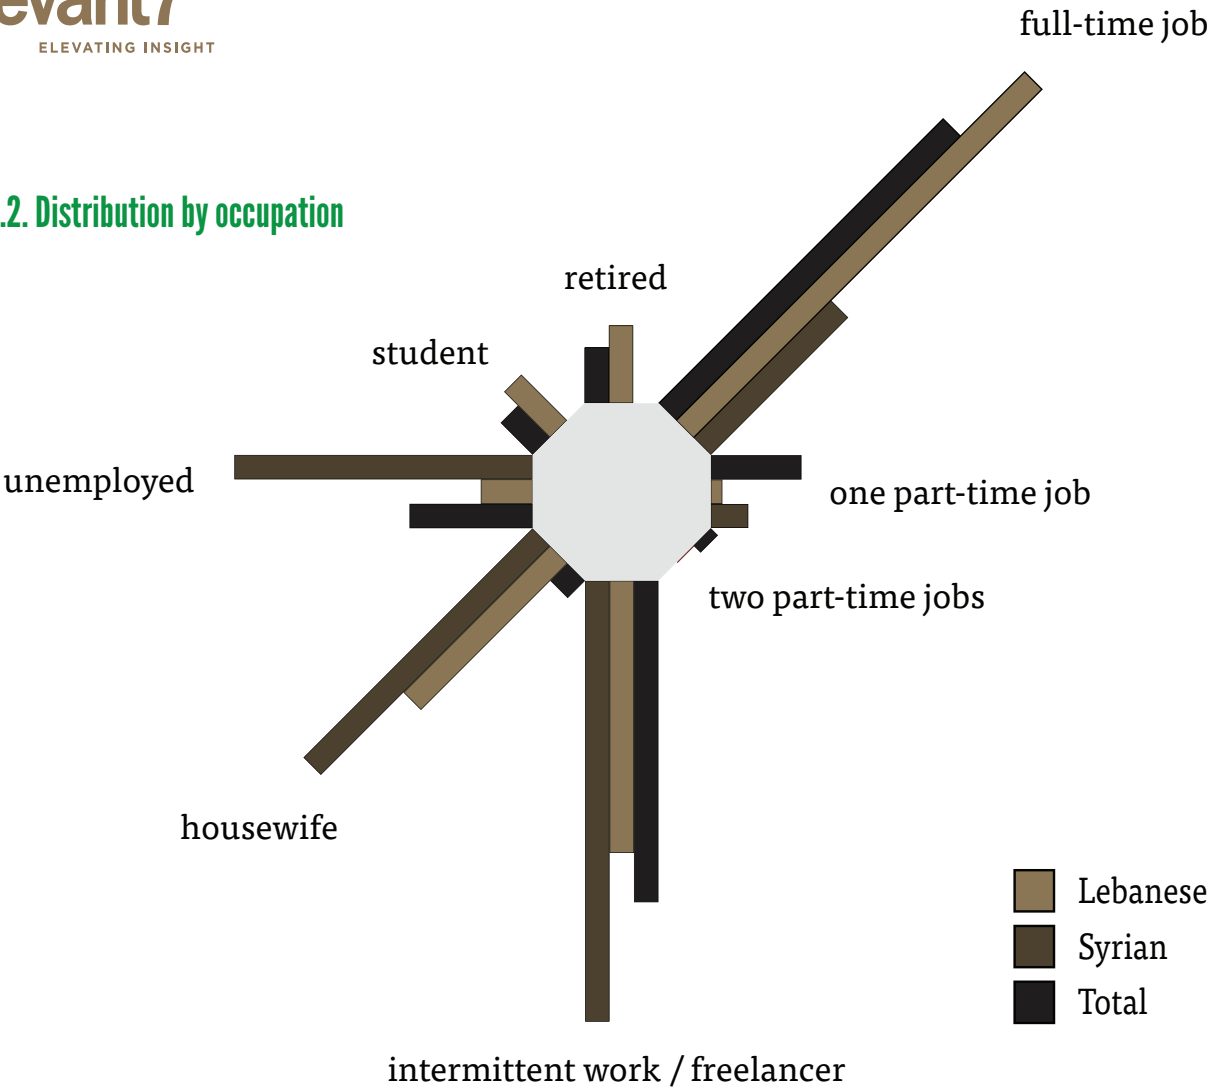 ELEVATING INSIGHT
full-time job
.2. Distribution by occupation
retired
student
unemployed
one part-time job
two part-time jobs
housewife
Lebanese
Syrian
Total
intermittent work / freelancer